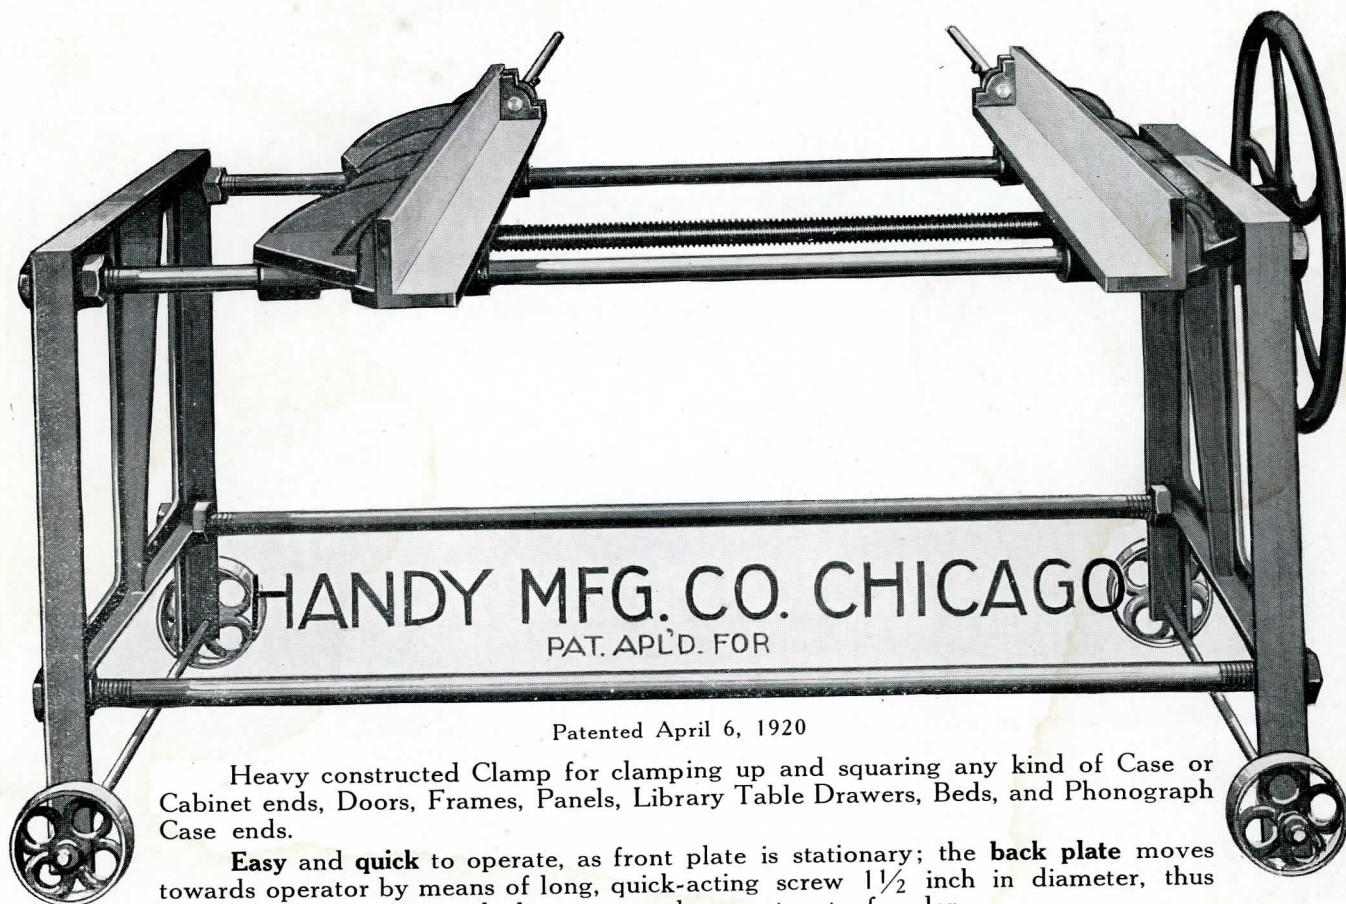 HANDY MFG. CO. CHICAGO
PAT. APL'D. FOR
Patented April 6, 1920
Heavy constructed Clamp for clamping up and squaring any kind of Case or
Cabinet ends, Doors, Frames, Panels, Library Table Drawers, Beds, and Phonograph
Case ends.
Easy and quick to operate, as front plate is stationary; the back plate moves
towards operator by means of long, quick-acting screw 1½ inch in diameter, thus